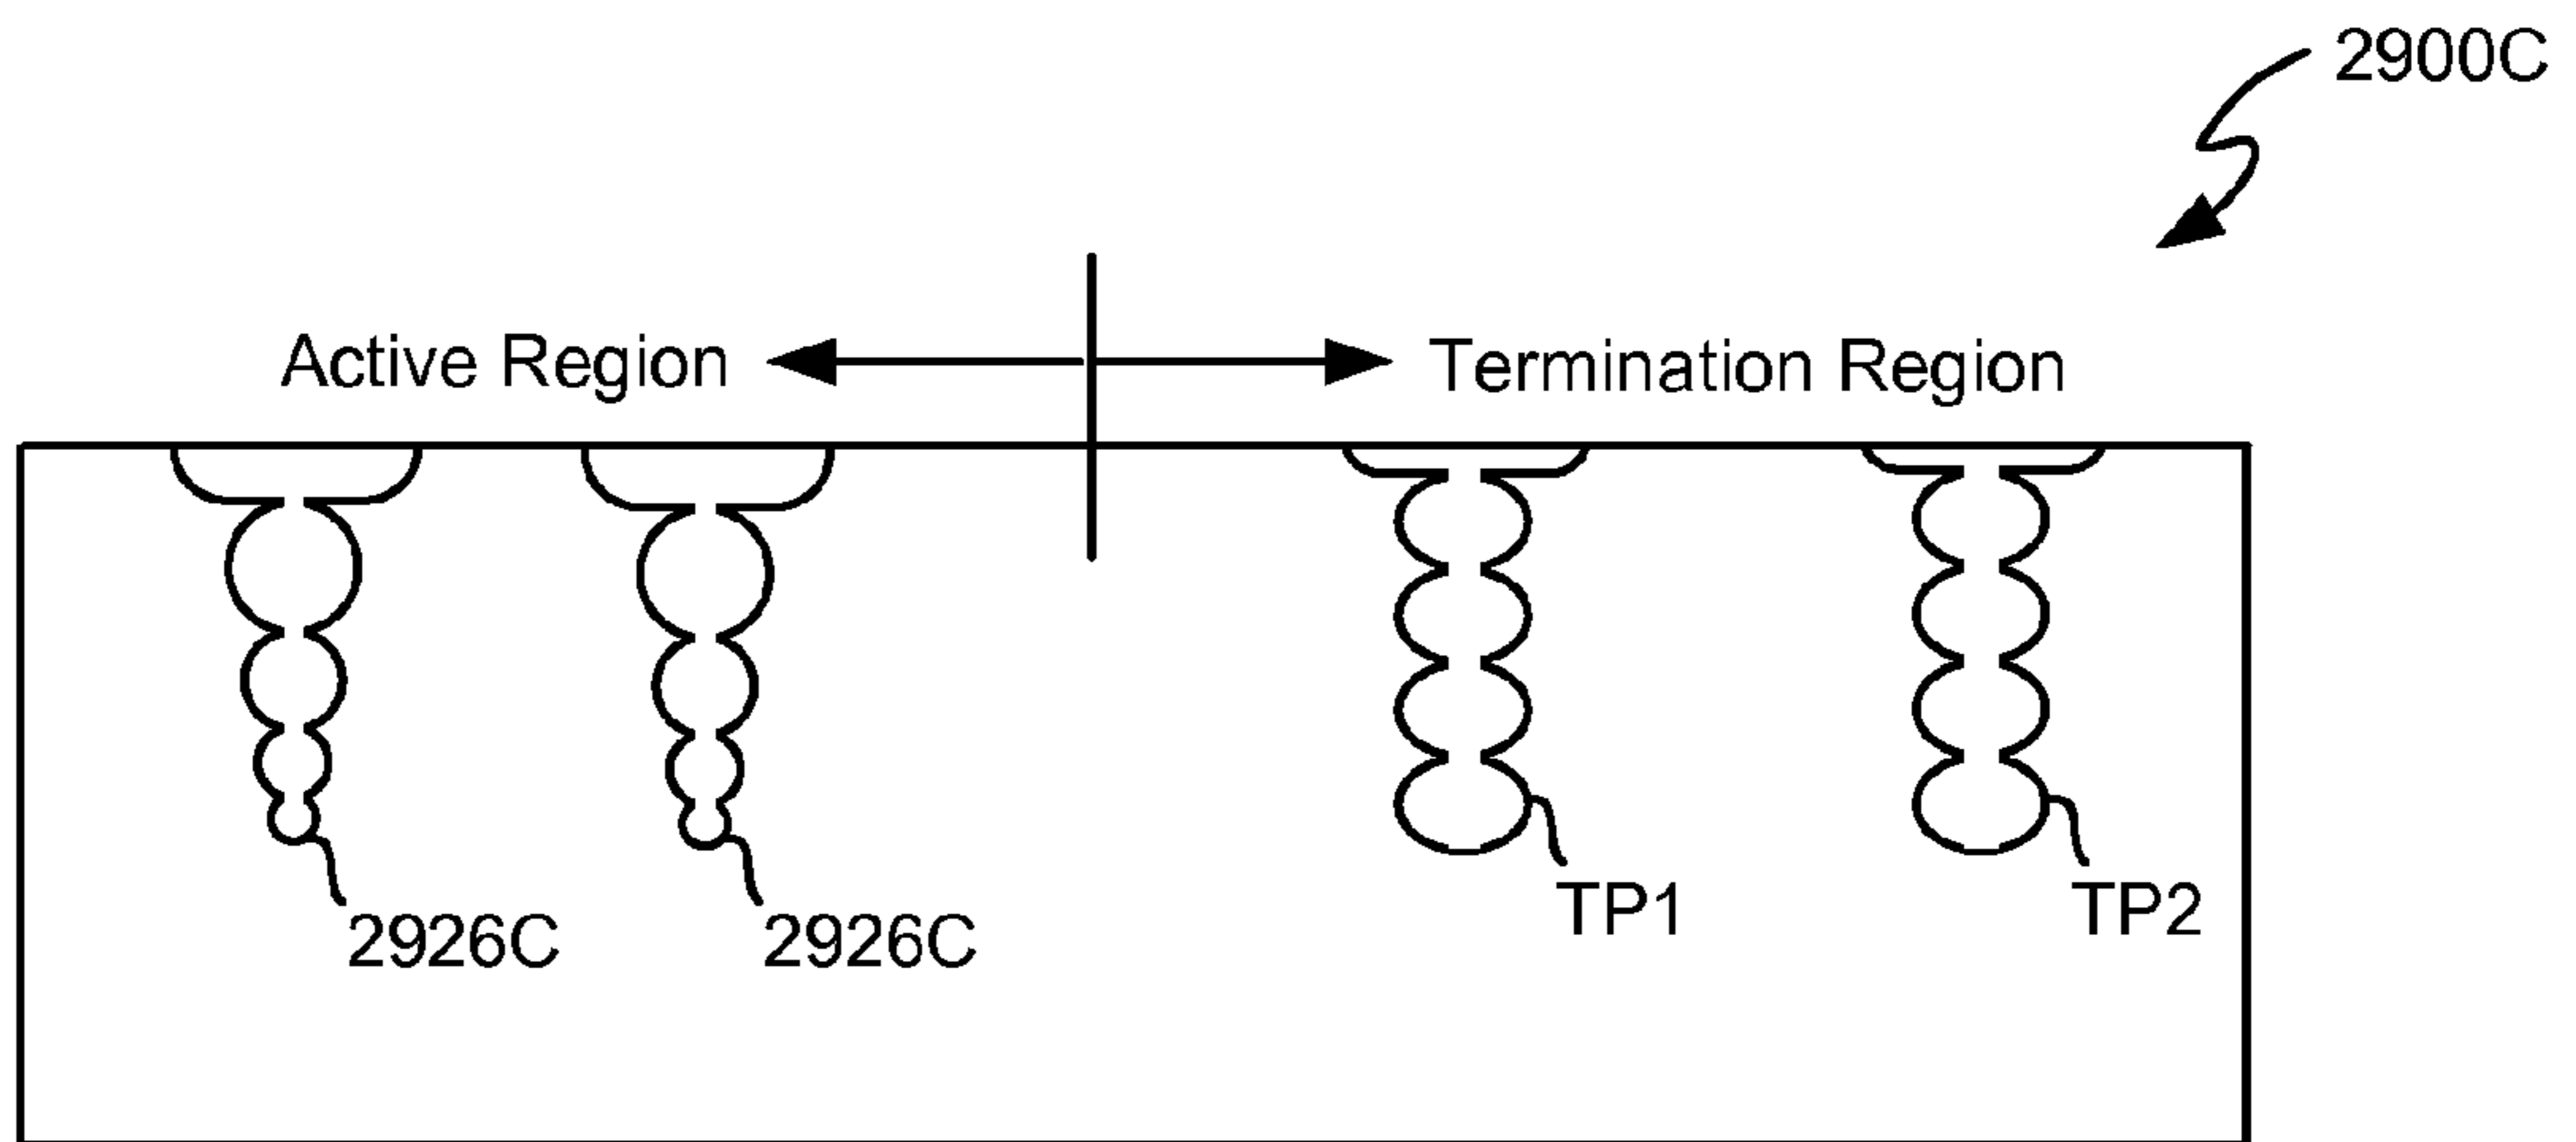 2900C
Active Region
Termination Region
2926C
2926C
TP1
TP2